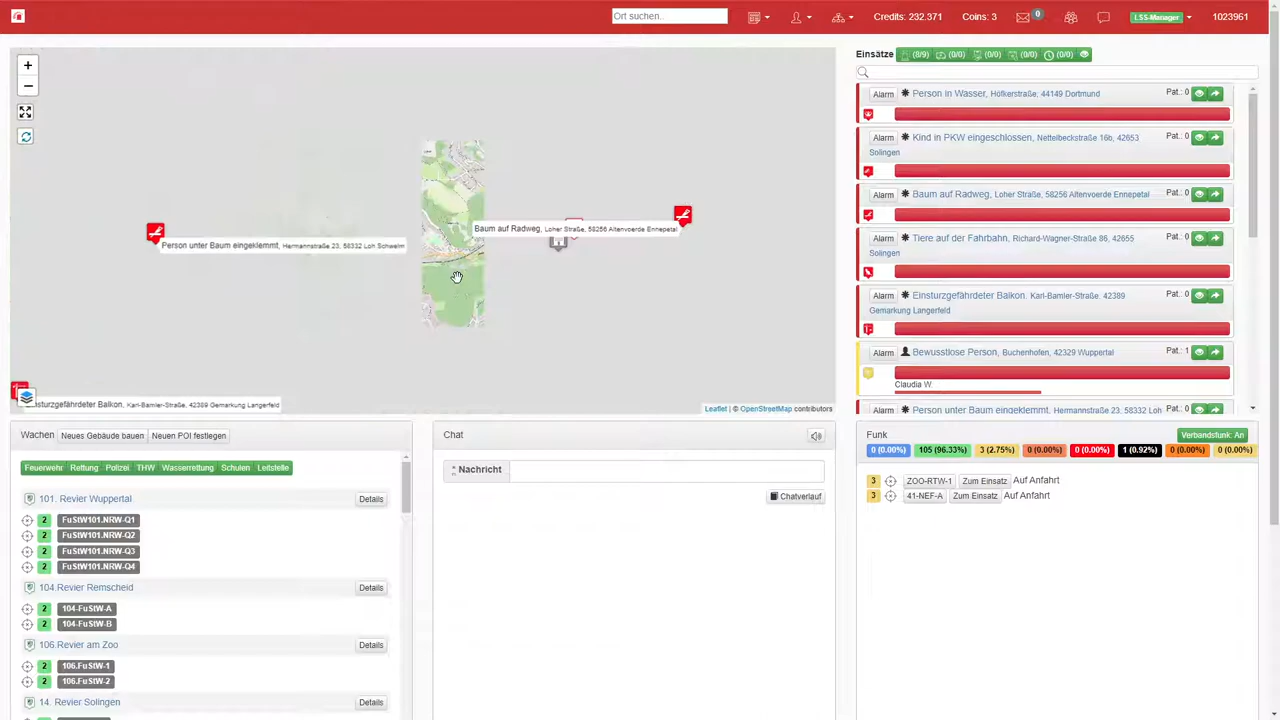 Ort suchen..
Credits: 232.371
Coins: 3
0
LSS-Manager
1023961
+
−
Person unter Baum eingeklemmt, Hermannstraße 23, 58332 Loh Schwelm
Baum auf Radweg, Loher Straße, 58256 Altenvoerde Ennepetal
Einsturzgefährdeter Balkon, Karl-Bamler-Straße, 42389 Gemarkung Langerfeld
Leaflet | © OpenStreetMap contributors
Einsätze (8/9) (0/0) (0/0) (0/0) (0/0)
Alarm Person in Wasser, Höfkerstraße, 44149 Dortmund Pat.: 0
Alarm Kind in PKW eingeschlossen, Nettelbeckstraße 16b, 42653 Pat.: 0
Solingen
Alarm Baum auf Radweg, Loher Straße, 58256 Altenvoerde Ennepetal Pat.: 0
Alarm Tiere auf der Fahrbahn, Richard-Wagner-Straße 86, 42655 Pat.: 0
Solingen
Alarm Einsturzgefährdeter Balkon, Karl-Bamler-Straße, 42389 Pat.: 0
Gemarkung Langerfeld
Alarm Bewusstlose Person, Buchenhofen, 42329 Wuppertal Pat.: 1
Claudia W.
Alarm Person unter Baum eingeklemmt, Hermannstraße 23, 58332 Loh Pat.: 0
Wachen Neues Gebäude bauen Neuen POI festlegen
Feuerwehr Rettung Polizei THW Wasserrettung Schulen Leitstelle
101. Revier Wuppertal Details
2 FuStW101.NRW-Q1
2 FuStW101.NRW-Q2
2 FuStW101.NRW-Q3
2 FuStW101.NRW-Q4
104.Revier Remscheid Details
2 104-FuStW-A
2 104-FuStW-B
106.Revier am Zoo Details
2 106.FuStW-1
2 106.FuStW-2
14. Revier Solingen Details
Chat
Nachricht
Chatverlauf
Funk Verbandsfunk: An
0 (0.00%) 105 (96.33%) 3 (2.75%) 0 (0.00%) 0 (0.00%) 1 (0.92%) 0 (0.00%) 0 (0.00%)
3 ZOO-RTW-1 Zum Einsatz Auf Anfahrt
3 41-NEF-A Zum Einsatz Auf Anfahrt